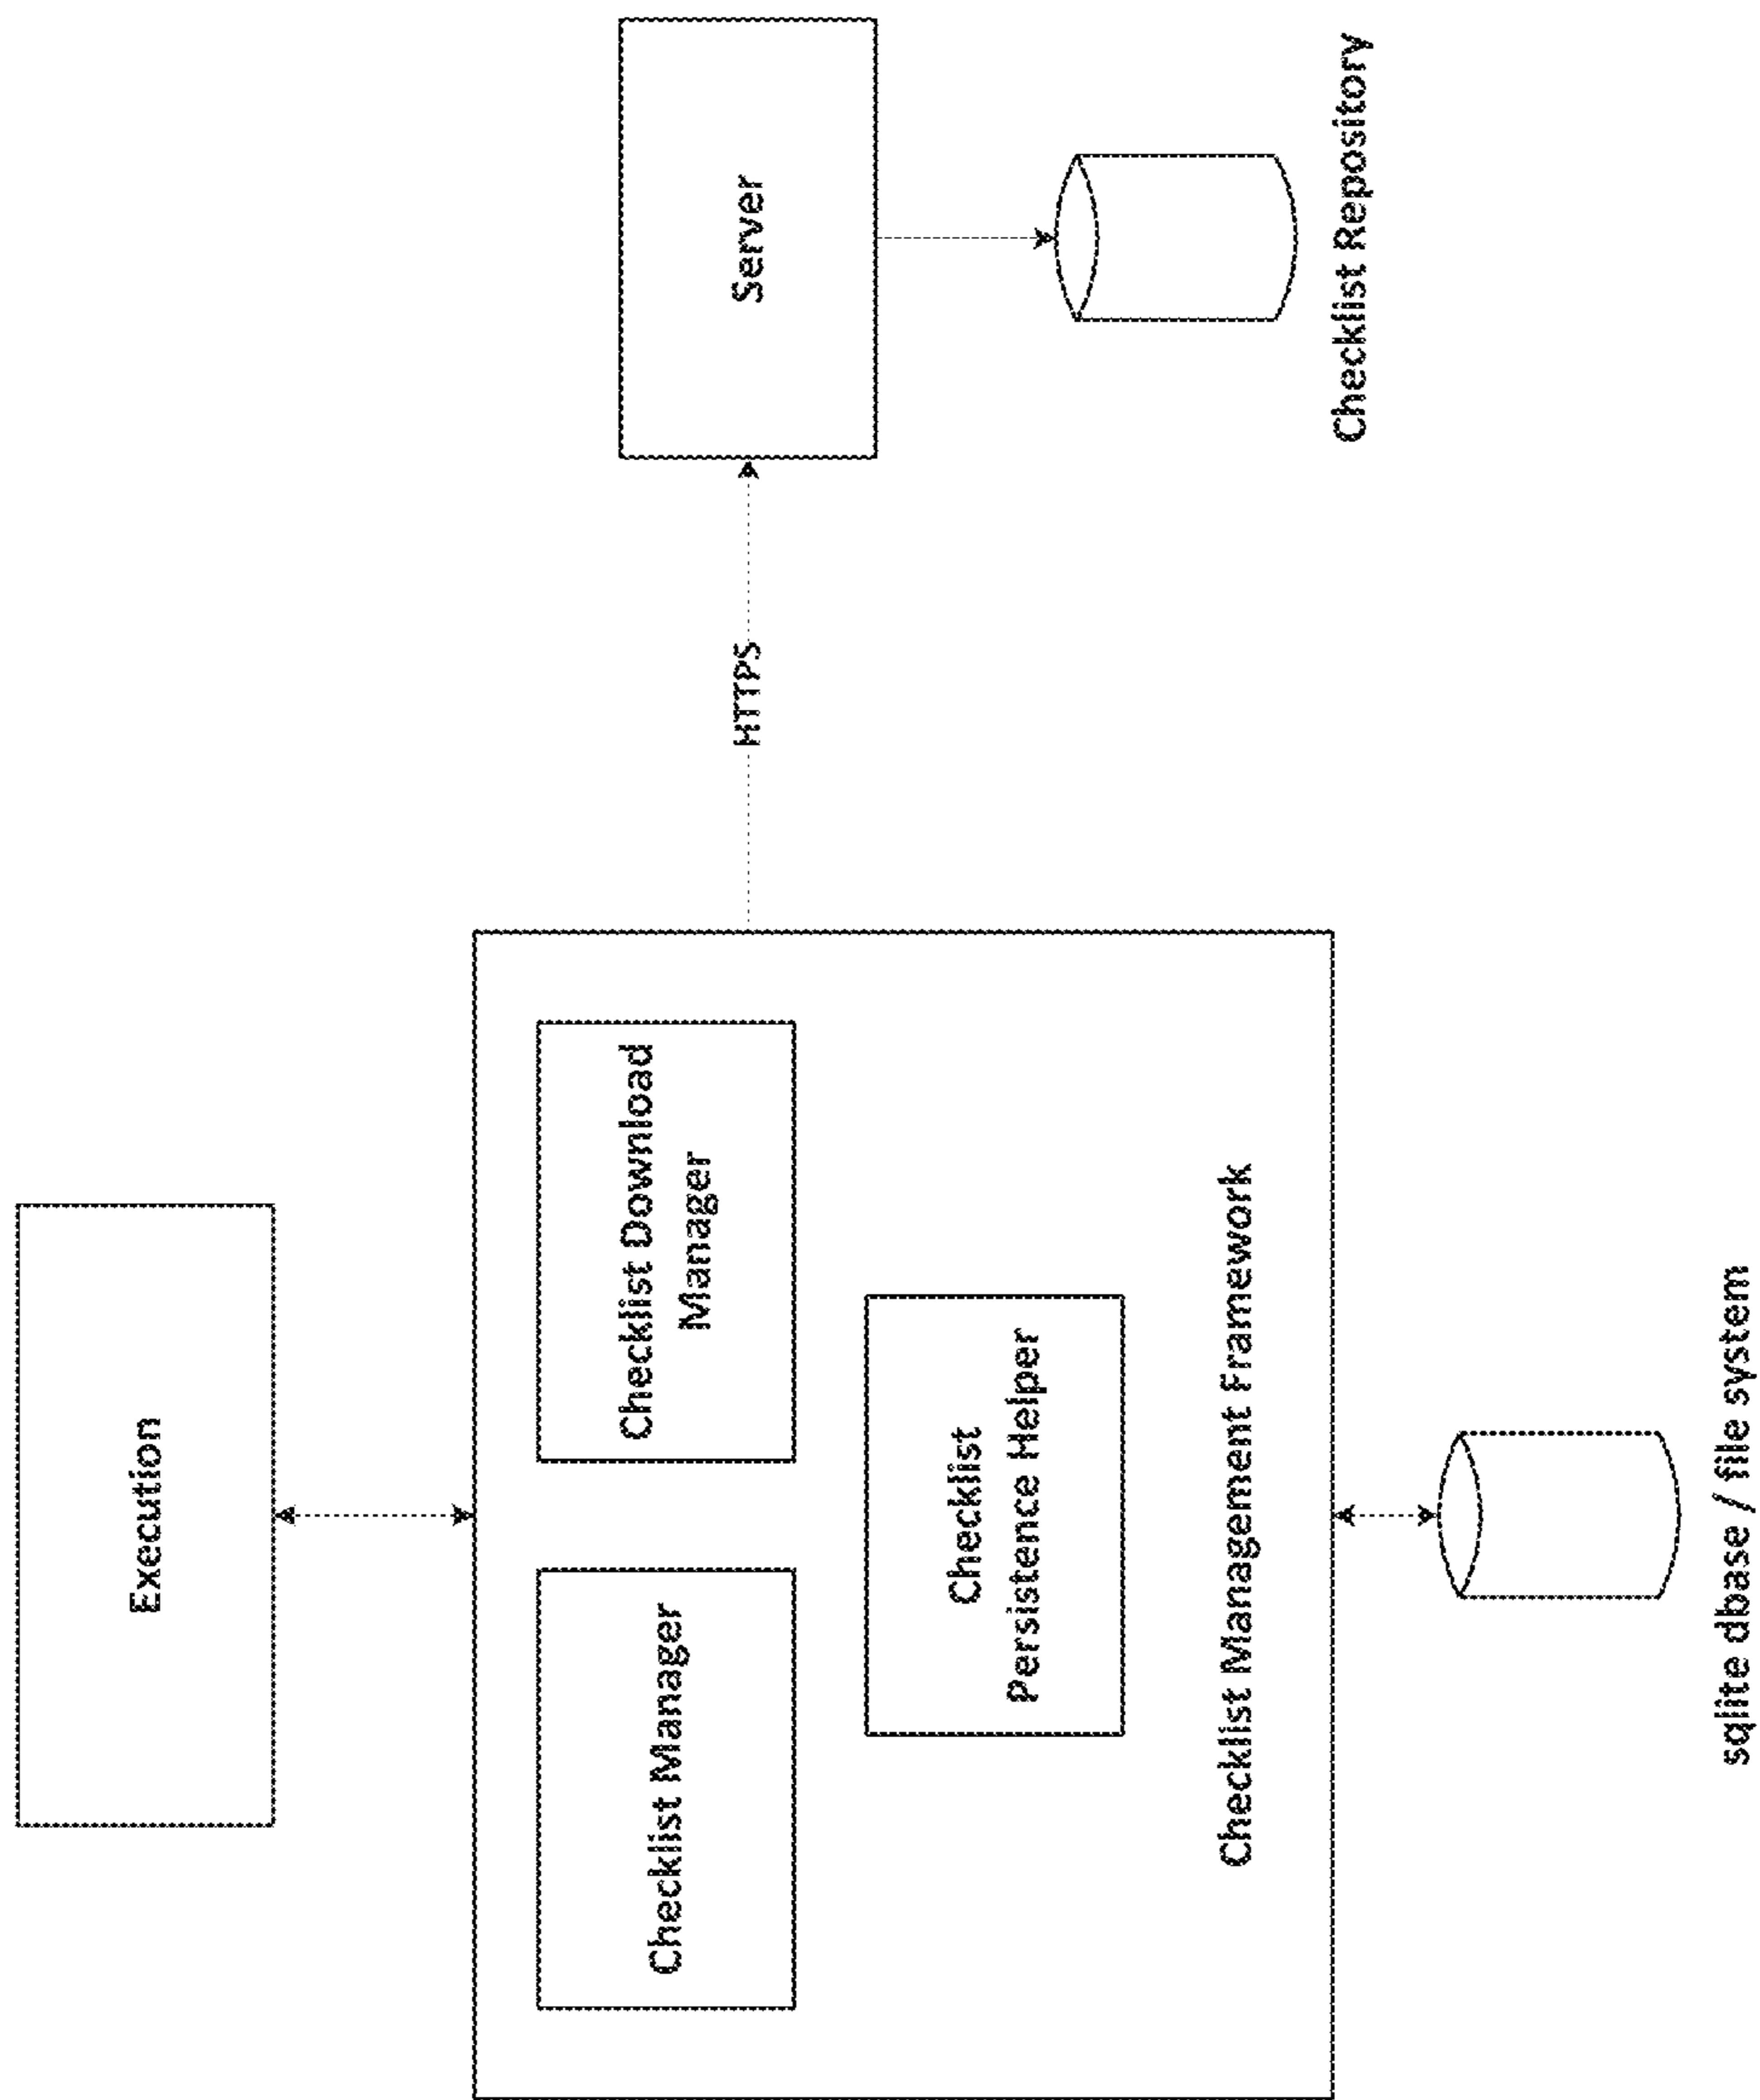 Execution
Checklist Manager
Checklist Download
Manager
Checklist
Persistence Helper
Checklist Management Framework
sqlite dbase / file system
HTTPS
Server
Checklist Repository